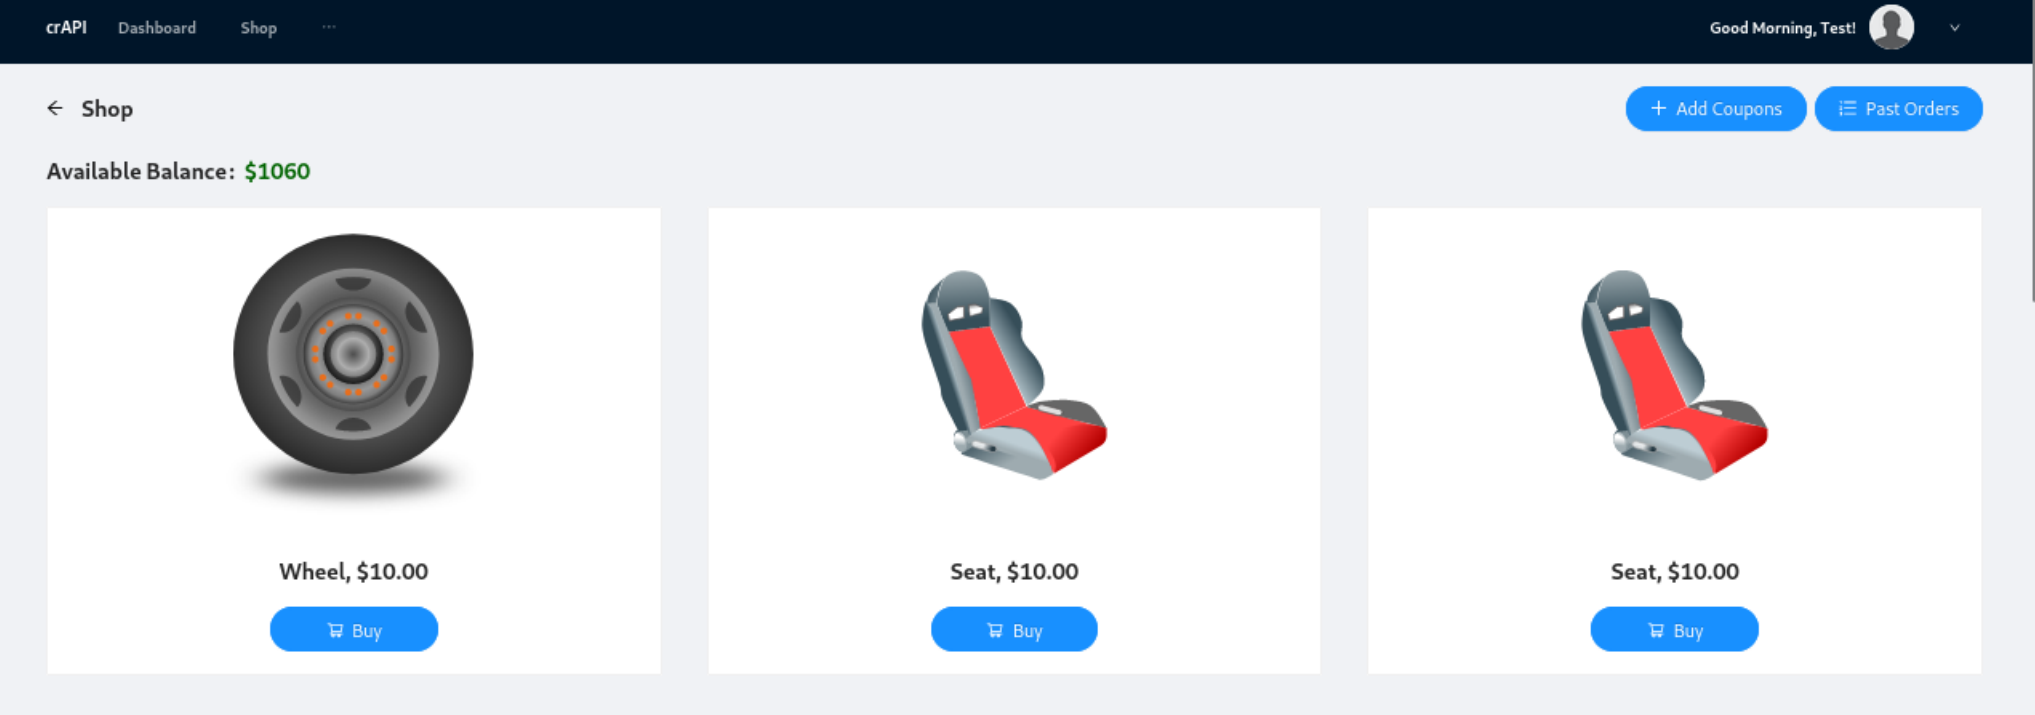 crAPI Dashboard Shop ··· Good Morning, Test!
← Shop + Add Coupons Past Orders
Available Balance: $1060
Wheel, $10.00 Seat, $10.00 Seat, $10.00
Buy Buy Buy